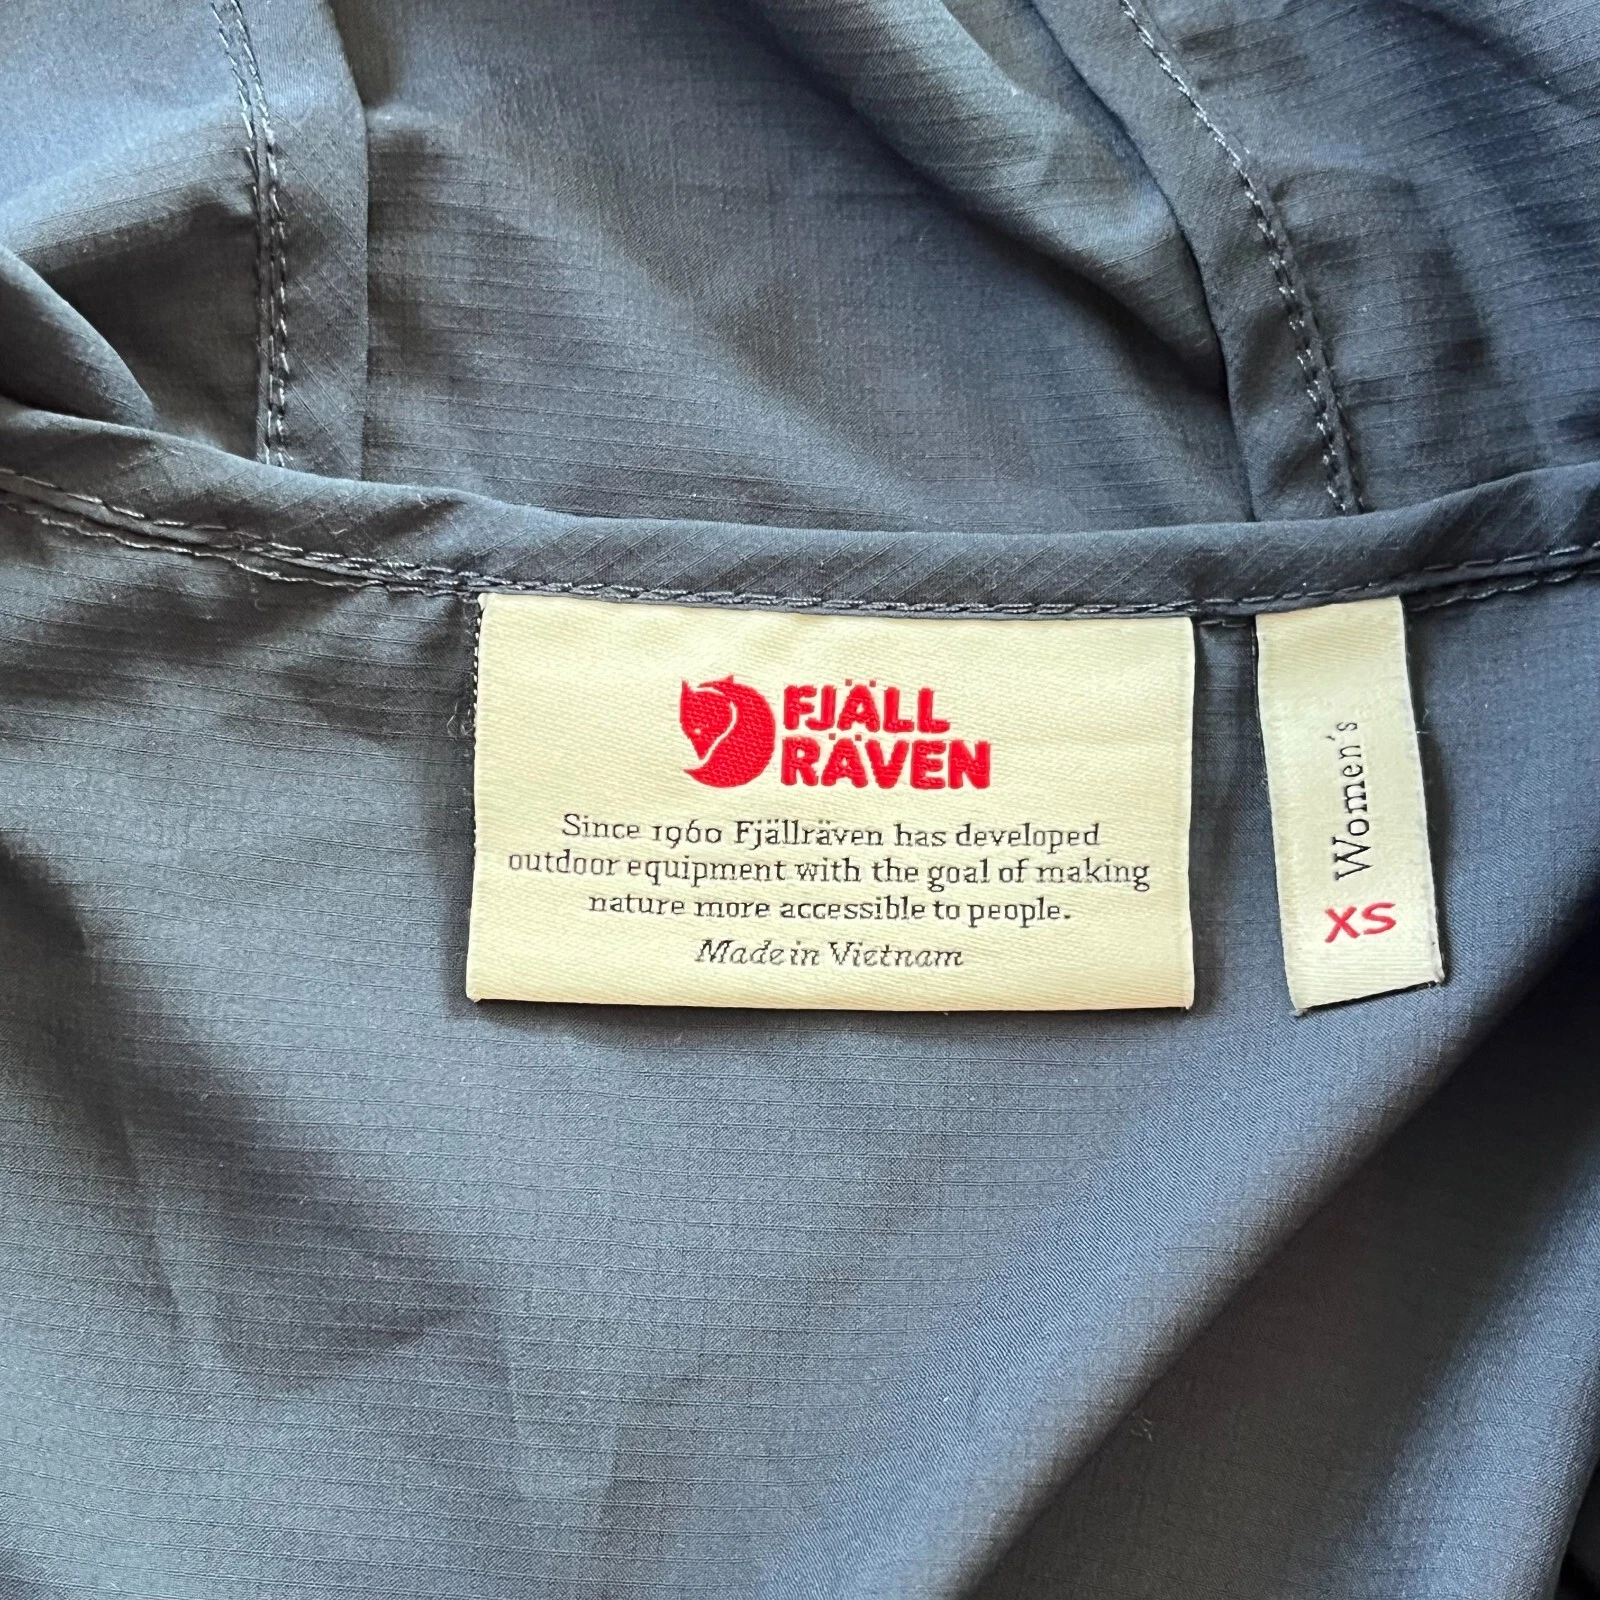 FJÄLL
RÄVEN
Since 1960 Fjällräven has developed
outdoor equipment with the goal of making
nature more accessible to people.
Made in Vietnam
Women's
XS